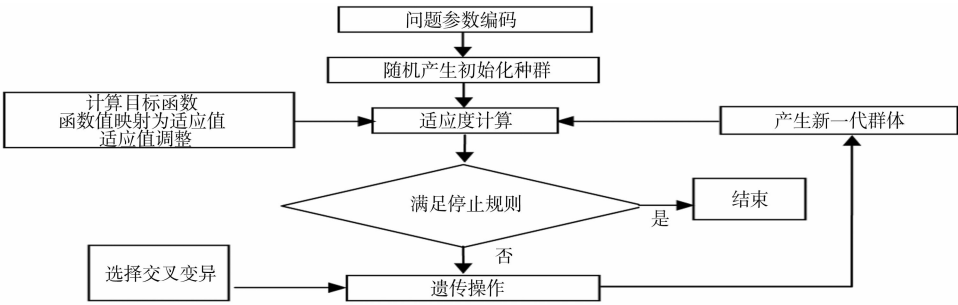 问题参数编码
随机产生初始化种群
计算目标函数
函数值映射为适应值
适应值调整
适应度计算
产生新一代群体
满足停止规则
是
结束
否
选择交叉变异
遗传操作